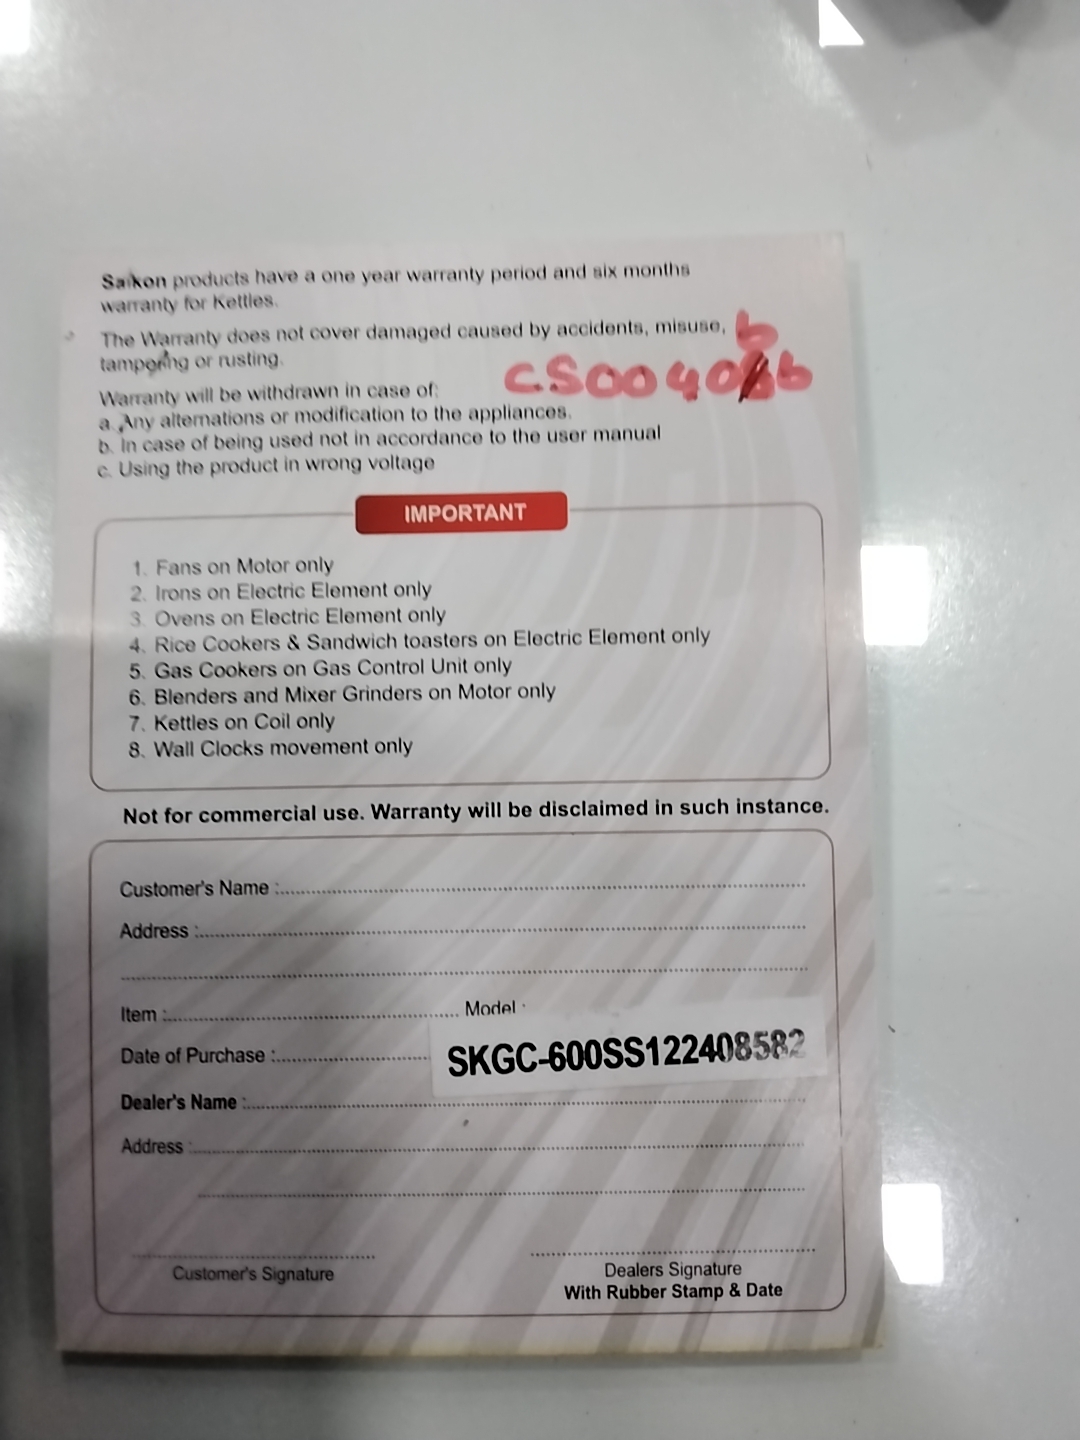 Saikon products have a one year warranty period and six months
warranty for Kettles.
The Warranty does not cover damaged caused by accidents, misuse,
tampering or rusting.
b
CS0040 b
Warranty will be withdrawn in case of:
a. Any alternations or modification to the appliances.
b. In case of being used not in accordance to the user manual
c. Using the product in wrong voltage
IMPORTANT
1. Fans on Motor only
2. Irons on Electric Element only
3. Ovens on Electric Element only
4. Rice Cookers & Sandwich toasters on Electric Element only
5. Gas Cookers on Gas Control Unit only
6. Blenders and Mixer Grinders on Motor only
7. Kettles on Coil only
8. Wall Clocks movement only
Not for commercial use. Warranty will be disclaimed in such instance.
Customer's Name :
Address :
Item : Model :
Date of Purchase :
SKGC-600SS122408582
Dealer's Name :
Address :
Customer's Signature
Dealers Signature
With Rubber Stamp & Date